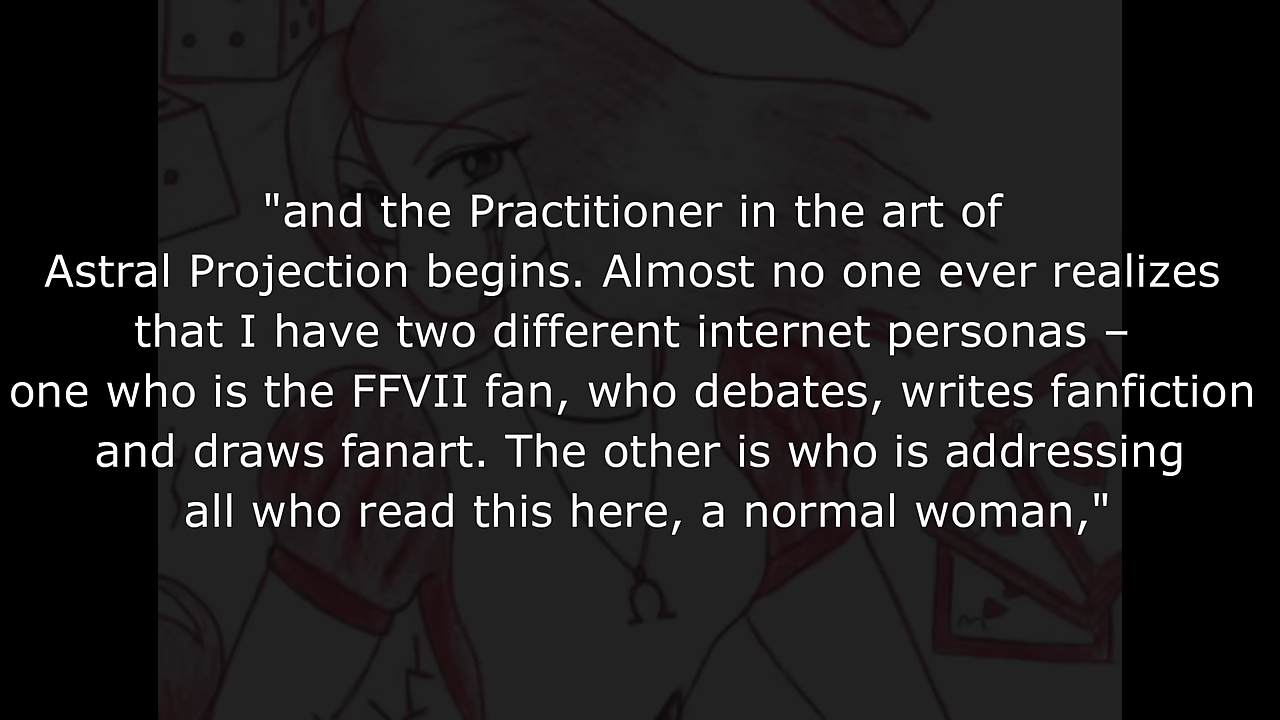 "and the Practitioner in the art of
Astral Projection begins. Almost no one ever realizes
that I have two different internet personas –
one who is the FFVII fan, who debates, writes fanfiction
and draws fanart. The other is who is addressing
all who read this here, a normal woman,"